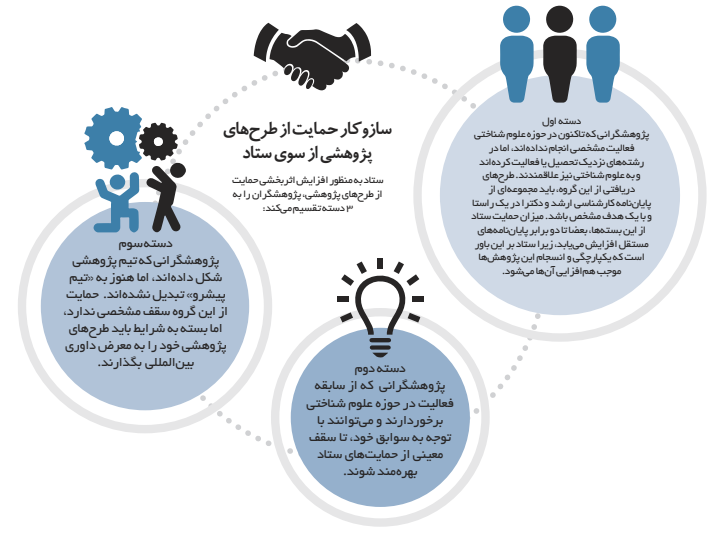 سازو کار حمایت از طرح‌های
پژوهشی از سوی ستاد
ستاد به منظور افزایش اثربخشی حمایت
از طرح‌های پژوهشی، پژوهشگران را به
۳ دسته تقسیم می‌کند:
دسته اول
پژوهشگرانی که تاکنون در حوزه علوم شناختی
فعالیت مشخصی انجام نداده‌اند، اما در
رشته‌های نزدیک تحصیل یا فعالیت کرده‌اند
و به علوم شناختی نیز علاقمندند. طرح‌های
دریافتی از این گروه، باید مجموعه‌ای از
پایان‌نامه کارشناسی ارشد و دکترا در یک راستا
و با یک هدف مشخص باشد. میزان حمایت ستاد
از این بسته‌ها، بعضا تا دو برابر پایان‌نامه‌های
مستقل افزایش می‌یابد، زیرا ستاد بر این باور
است که یکپارچگی و انسجام این پژوهش‌ها
موجب هم‌افزایی آن‌ها می‌شود.
دسته دوم
پژوهشگرانی که از سابقه
فعالیت در حوزه علوم شناختی
برخوردارند و می‌توانند با
توجه به سوابق خود، تا سقف
معینی از حمایت‌های ستاد
بهره‌مند شوند.
دسته سوم
پژوهشگرانی که تیم پژوهشی
شکل داده‌اند، اما هنوز به «تیم
پیشرو» تبدیل نشده‌اند. حمایت
از این گروه سقف مشخصی ندارد،
اما بسته به شرایط باید طرح‌های
پژوهشی خود را به معرض داوری
بین‌المللی بگذارند.